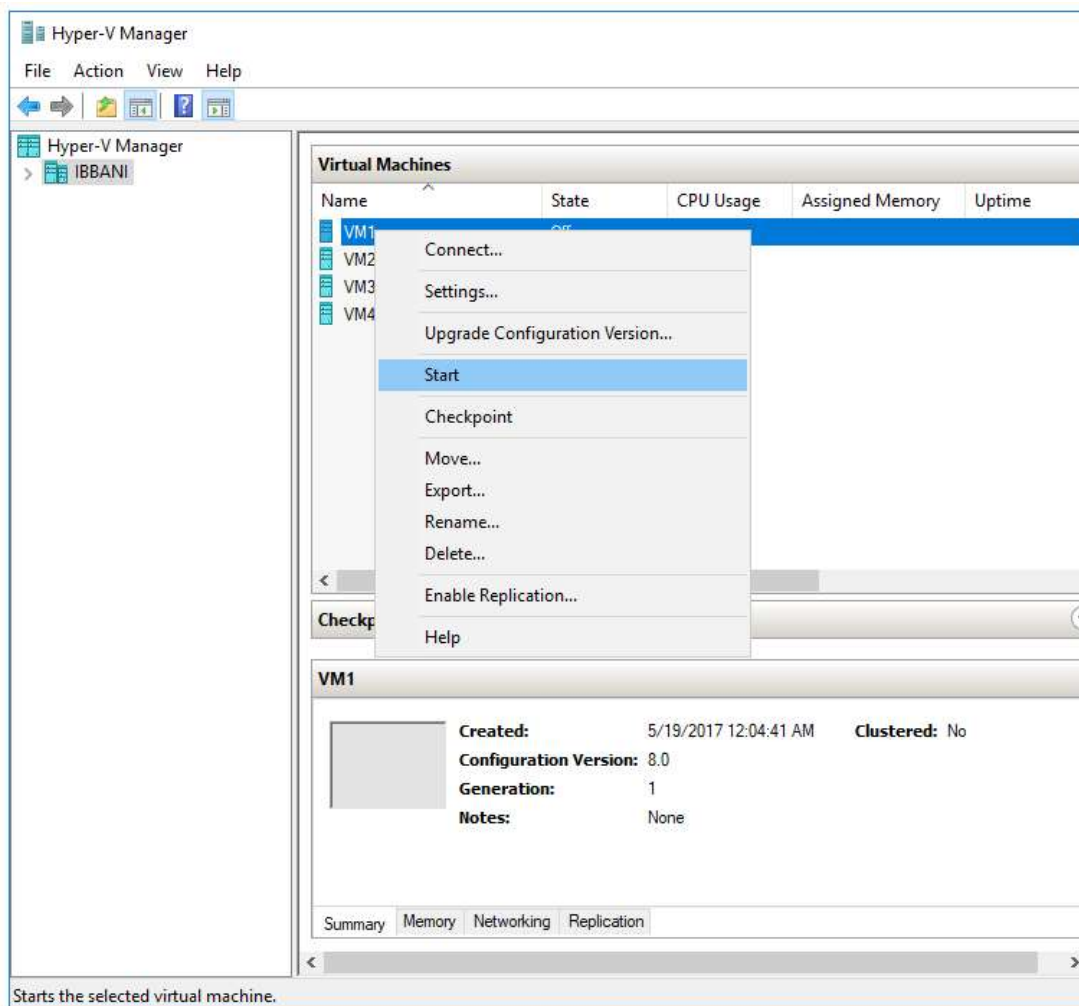 Hyper-V Manager
File Action View Help
Hyper-V Manager
IBBANI
Virtual Machines
Name State CPU Usage Assigned Memory Uptime
VM1 Off
VM2
VM3
VM4
Connect...
Settings...
Upgrade Configuration Version...
Start
Checkpoint
Move...
Export...
Rename...
Delete...
Enable Replication...
Help
Checkp
VM1
Created: 5/19/2017 12:04:41 AM Clustered: No
Configuration Version: 8.0
Generation: 1
Notes: None
Summary Memory Networking Replication
Starts the selected virtual machine.